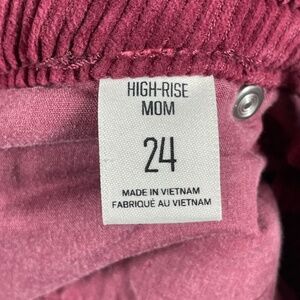 HIGH-RISE
MOM
24
MADE IN VIETNAM
FABRIQUÉ AU VIETNAM